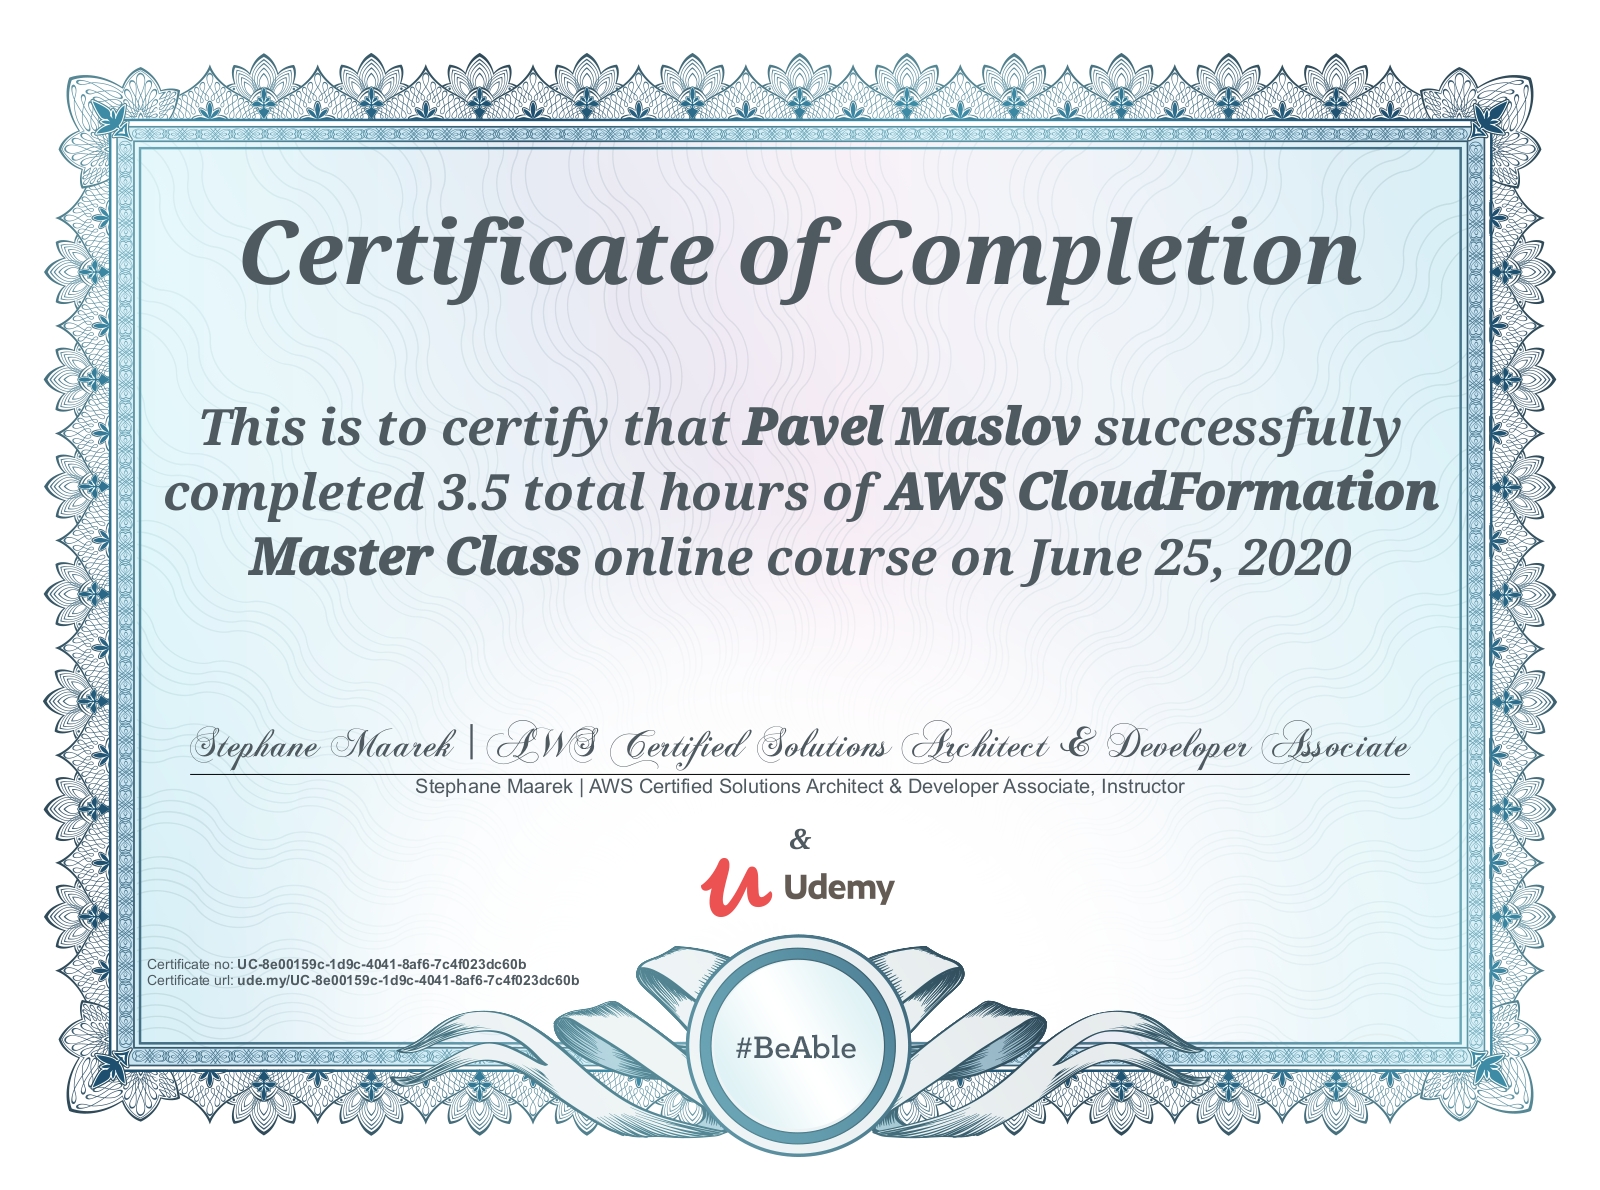 Certificate of Completion
This is to certify that Pavel Maslov successfully
completed 3.5 total hours of AWS CloudFormation
Master Class online course on June 25, 2020
Stephane Maarek | AWS Certified Solutions Architect & Developer Associate
Stephane Maarek | AWS Certified Solutions Architect & Developer Associate, Instructor
&
Udemy
Certificate no: UC-8e00159c-1d9c-4041-8af6-7c4f023dc60b
Certificate url: ude.my/UC-8e00159c-1d9c-4041-8af6-7c4f023dc60b
#BeAble